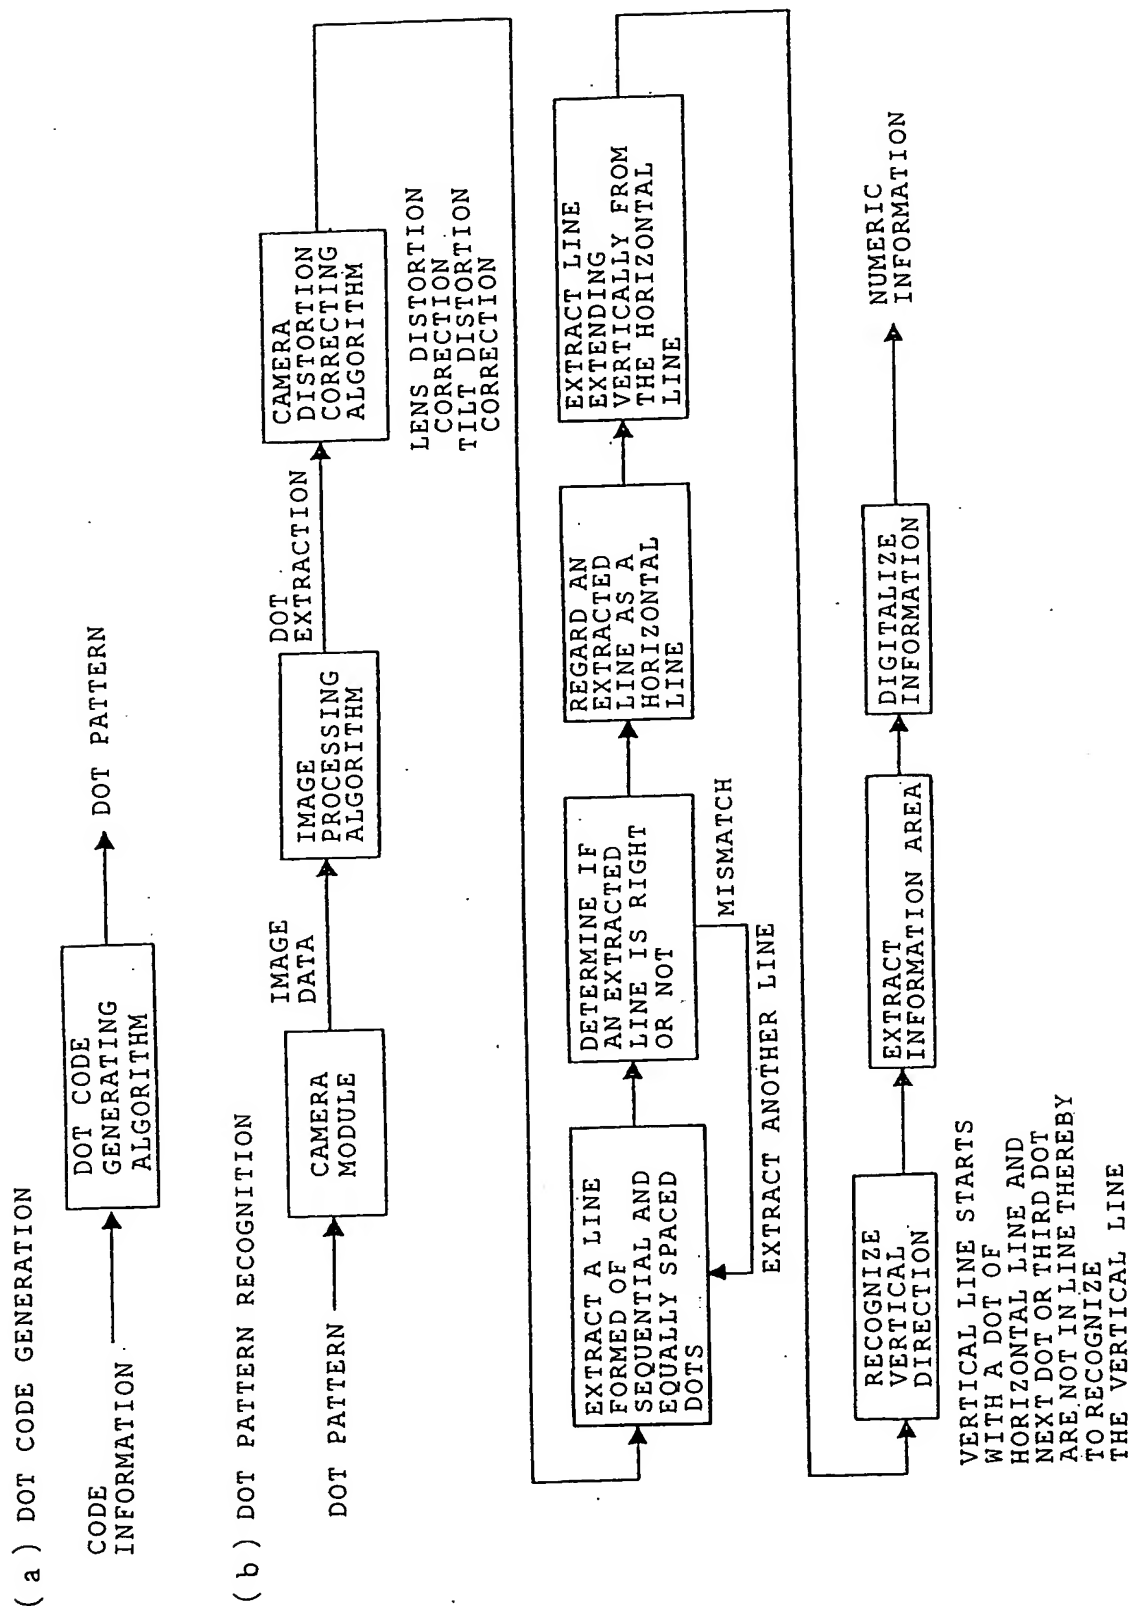 (a) DOT CODE GENERATION
CODE
INFORMATION
DOT CODE
GENERATING
ALGORITHM
DOT PATTERN
(b) DOT PATTERN RECOGNITION
DOT PATTERN
CAMERA
MODULE
IMAGE
DATA
IMAGE
PROCESSING
ALGORITHM
DOT
EXTRACTION
CAMERA
DISTORTION
CORRECTING
ALGORITHM
LENS DISTORTION
CORRECTION
TILT DISTORTION
CORRECTION
EXTRACT A LINE
FORMED OF
SEQUENTIAL AND
EQUALLY SPACED
DOTS
DETERMINE IF
AN EXTRACTED
LINE IS RIGHT
OR NOT
MISMATCH
EXTRACT ANOTHER LINE
REGARD AN
EXTRACTED
LINE AS A
HORIZONTAL
LINE
EXTRACT LINE
EXTENDING
VERTICALLY FROM
THE HORIZONTAL
LINE
RECOGNIZE
VERTICAL
DIRECTION
VERTICAL LINE STARTS
WITH A DOT OF
HORIZONTAL LINE AND
NEXT DOT OR THIRD DOT
ARE NOT IN LINE THEREBY
TO RECOGNIZE
THE VERTICAL LINE
EXTRACT
INFORMATION AREA
DIGITALIZE
INFORMATION
NUMERIC
INFORMATION